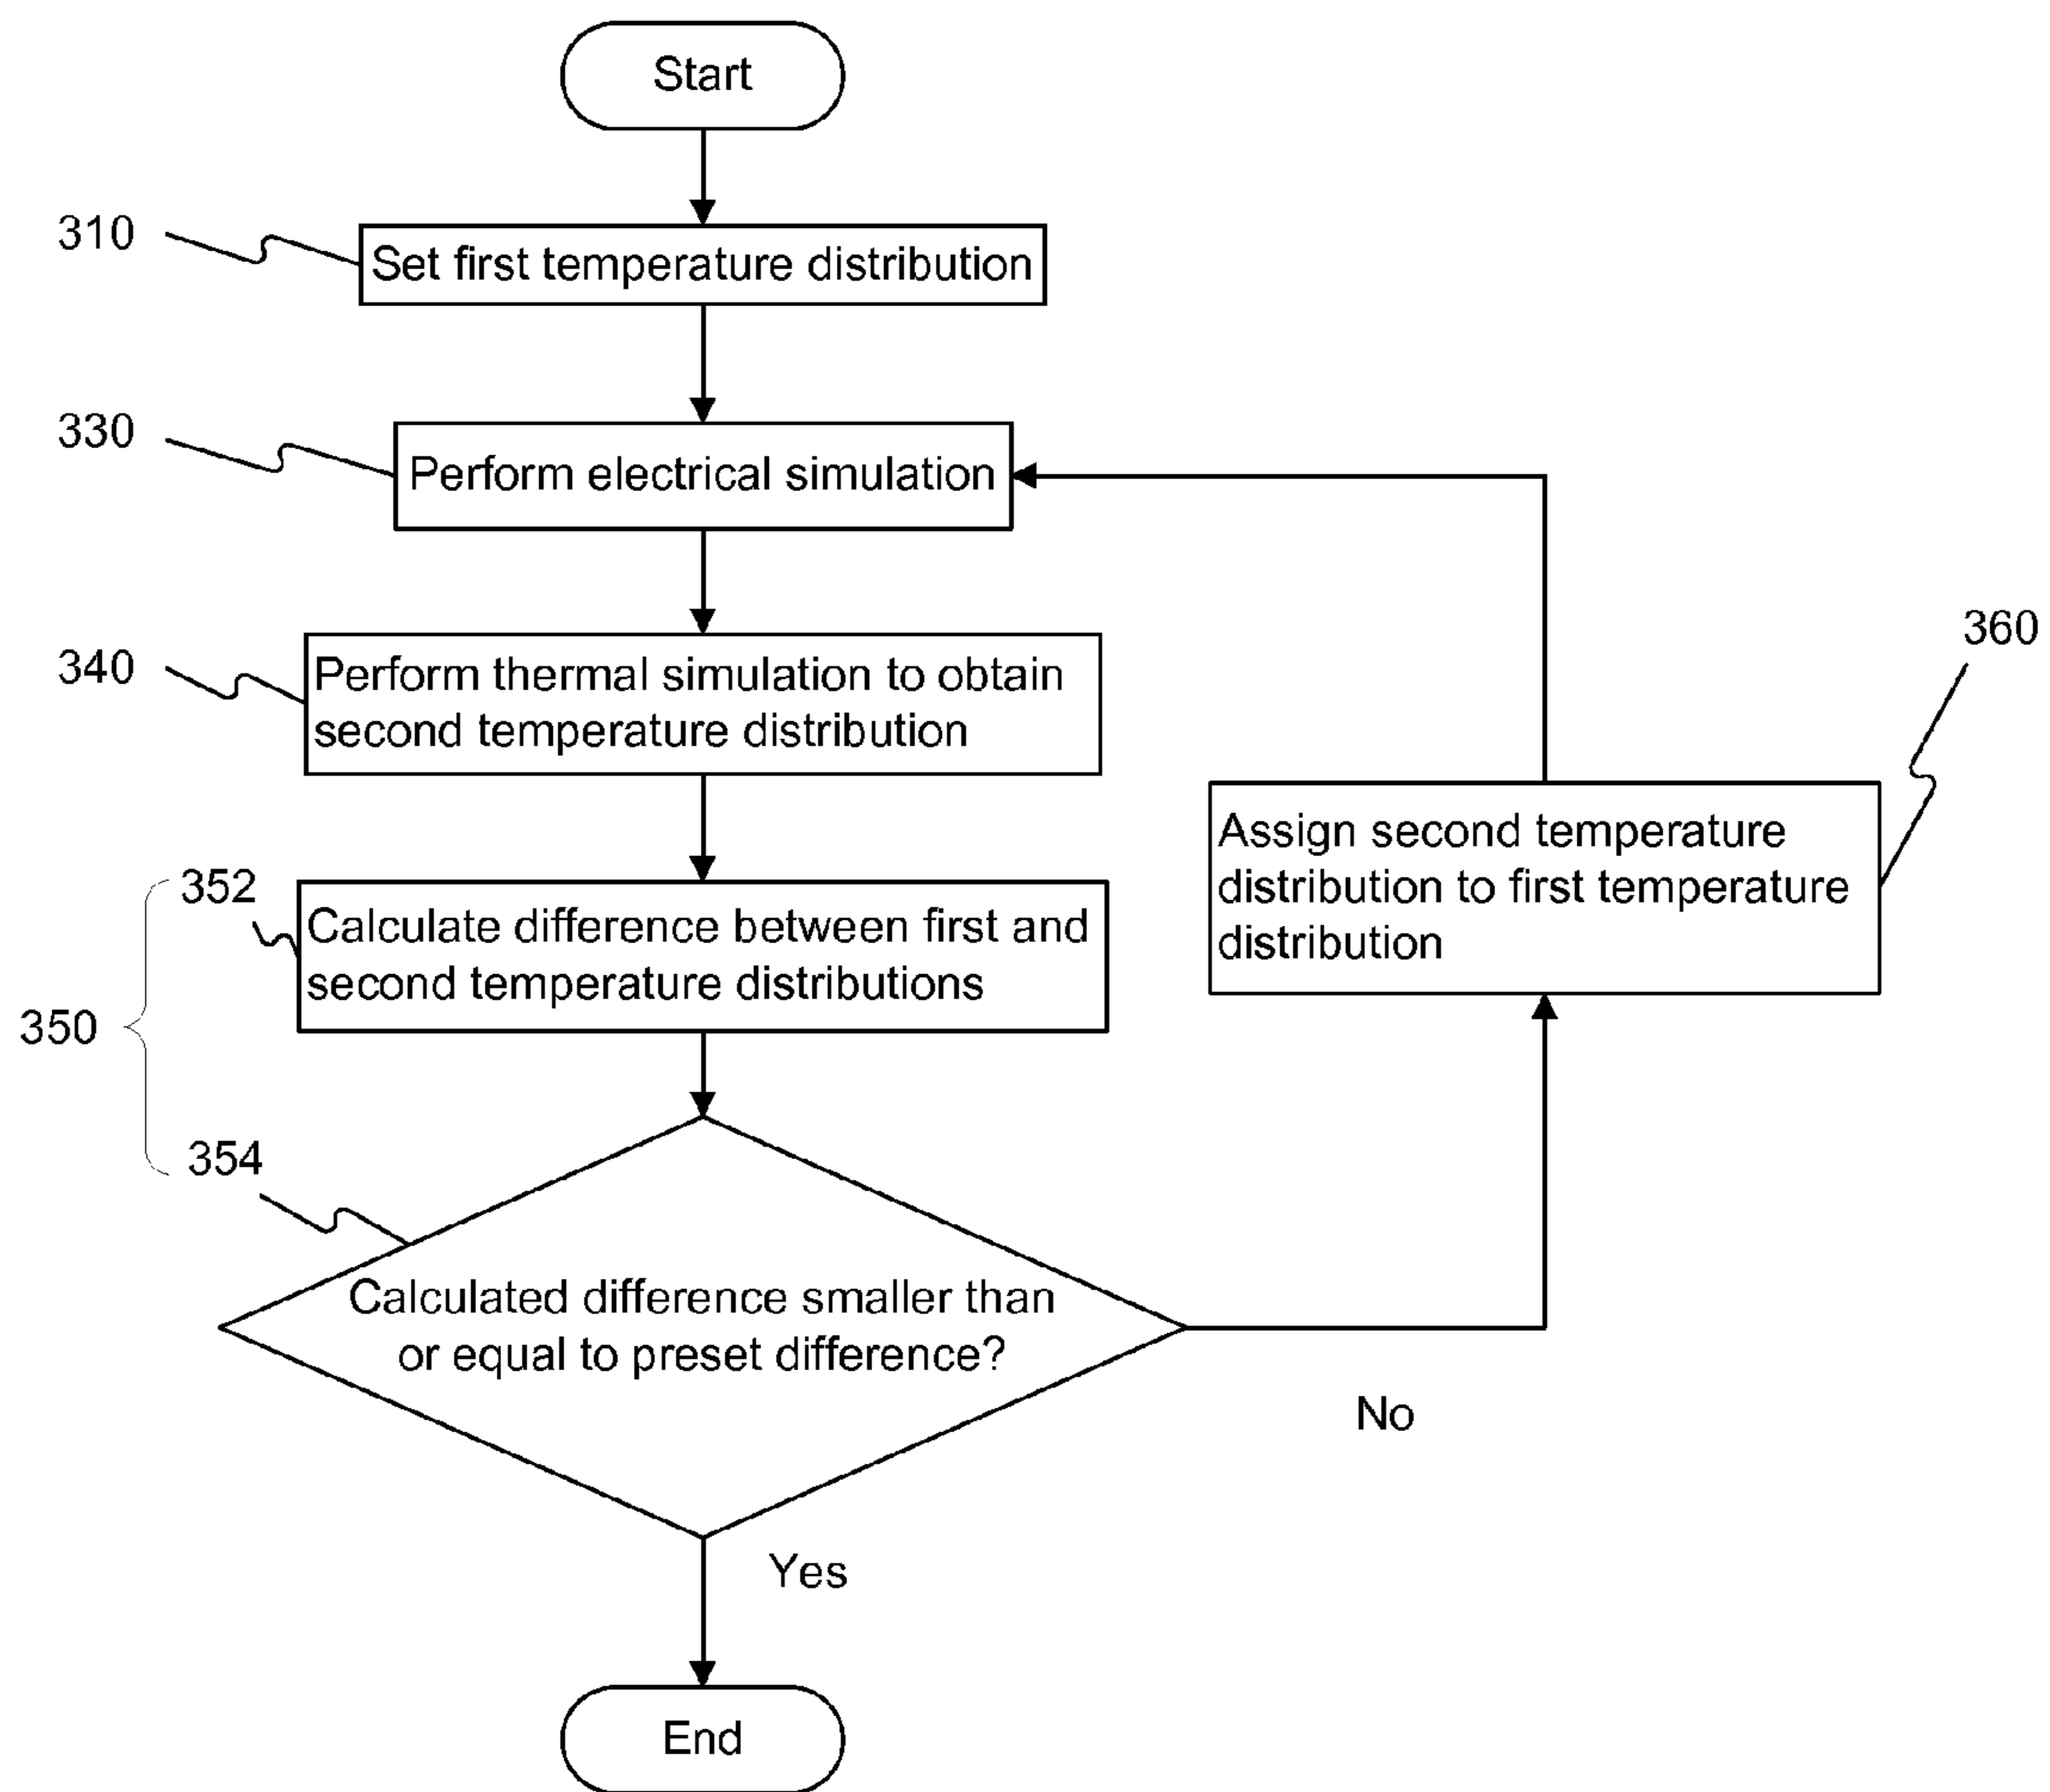 Start
310
Set first temperature distribution
330
Perform electrical simulation
340
Perform thermal simulation to obtain
second temperature distribution
360
Assign second temperature
distribution to first temperature
distribution
350
352
Calculate difference between first and
second temperature distributions
354
Calculated difference smaller than
or equal to preset difference?
No
Yes
End